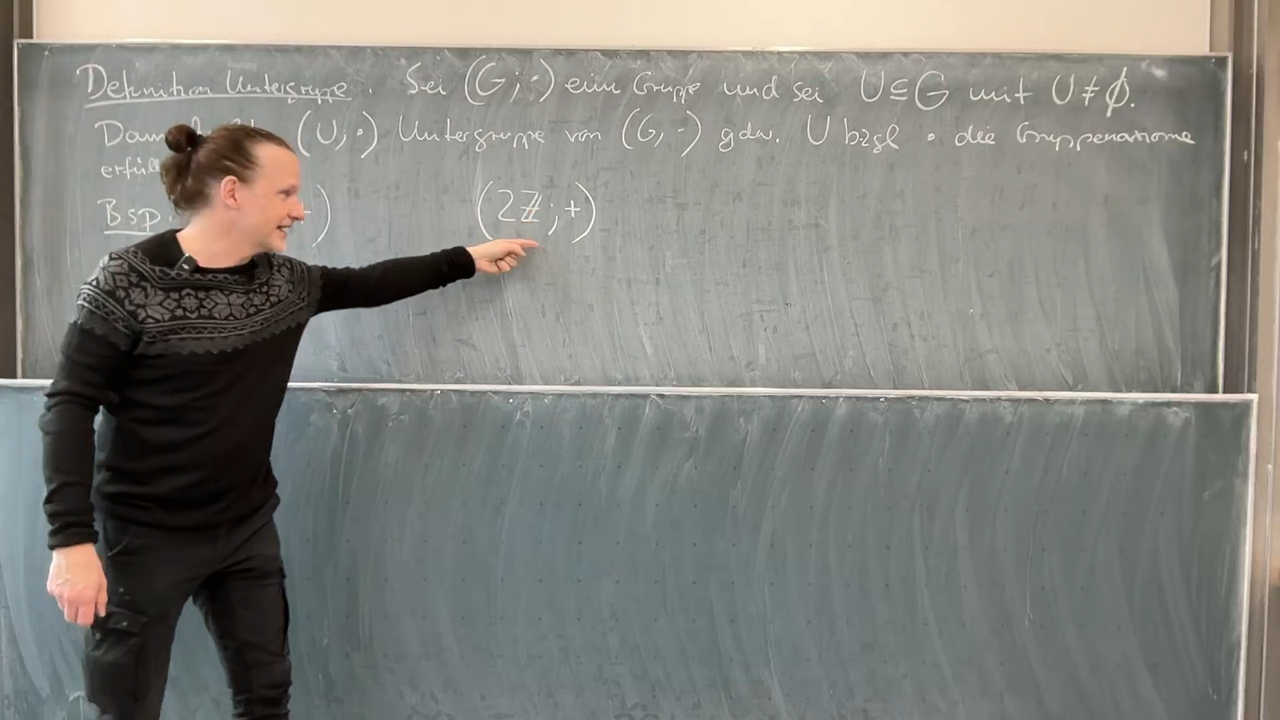 Definition Untergruppe. Sei (G; ·) eine Gruppe und sei U ⊆ G mit U ≠ ∅.
(U; ·) Untergruppe von (G, ·) gdw. U bzgl · die Gruppenaxiome
Bsp. (2ℤ; +)